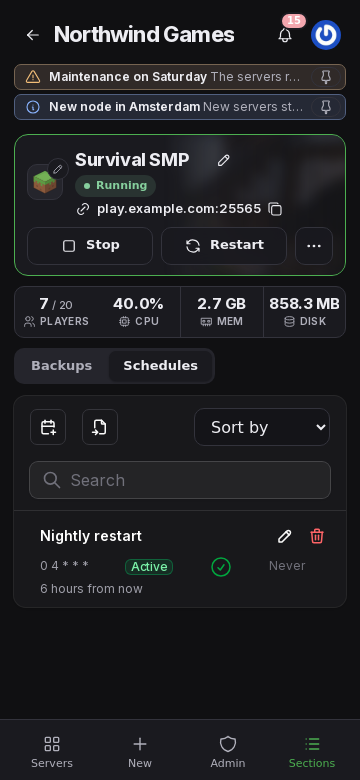 Northwind Games
15
Maintenance on Saturday The servers r...
New node in Amsterdam New servers st...
Survival SMP
Running
play.example.com:25565
Stop
Restart
7 / 20
PLAYERS
40.0%
CPU
2.7 GB
MEM
858.3 MB
DISK
Backups
Schedules
Sort by
Search
Nightly restart
0 4 * * *
Active
Never
6 hours from now
Servers
New
Admin
Sections